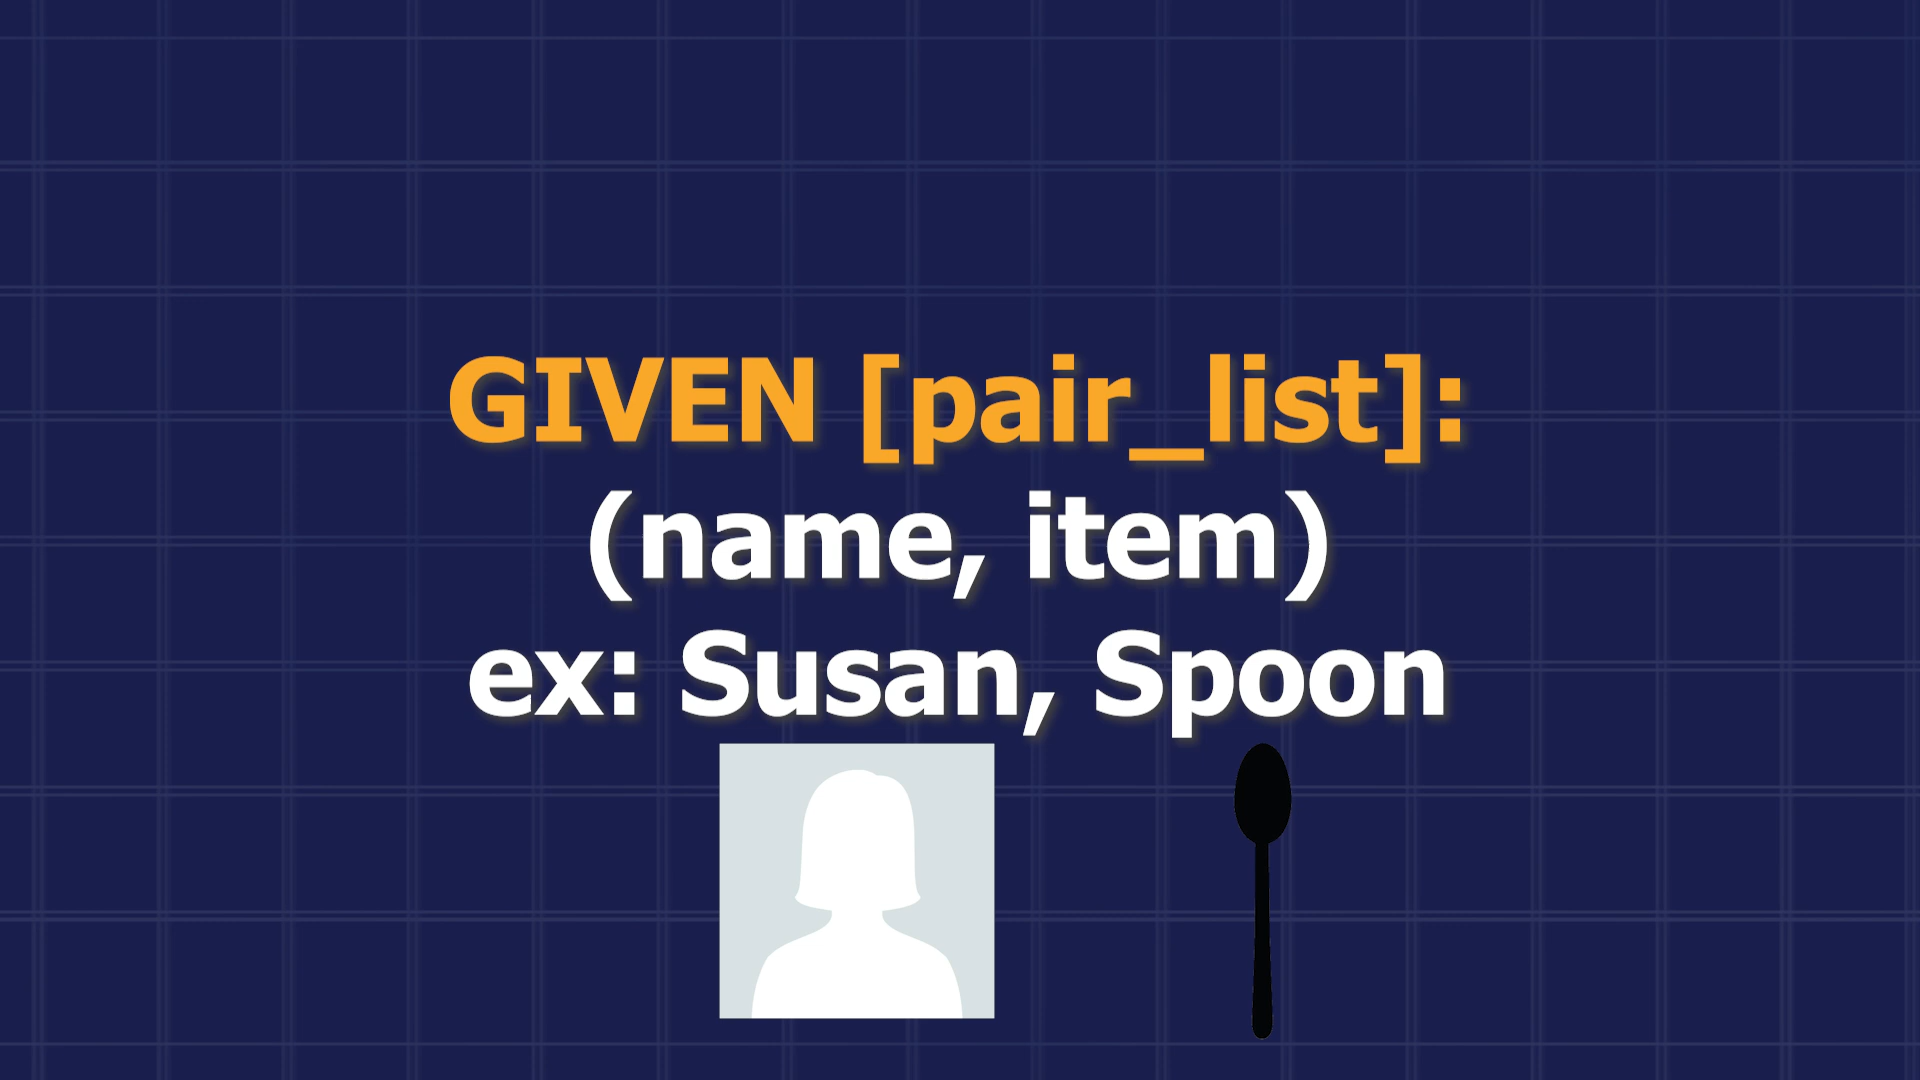 GIVEN [pair_list]:
(name, item)
ex: Susan, Spoon